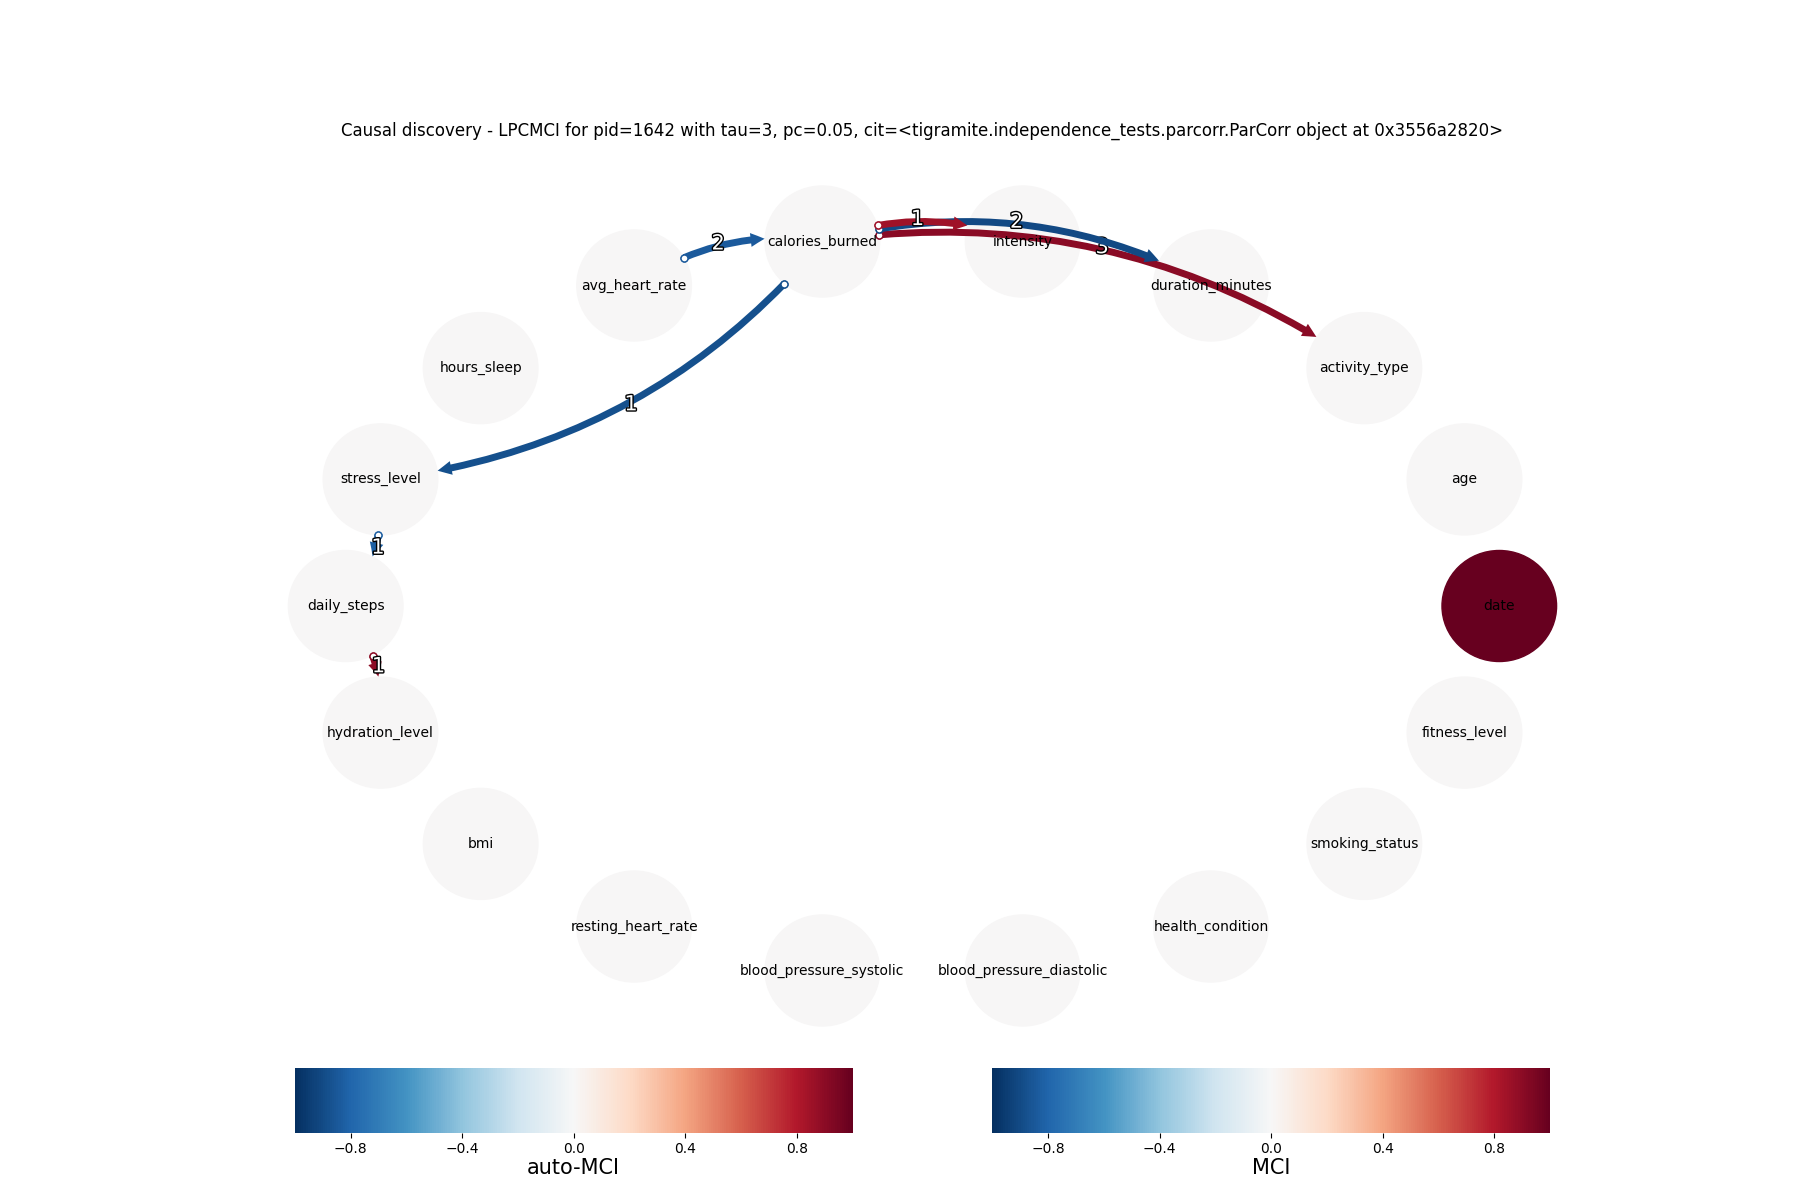 Causal discovery - LPCMCI for pid=1642 with tau=3, pc=0.05, cit=<tigramite.independence_tests.parcorr.ParCorr object at 0x3556a2820>
1
2
2
calories_burned
intensity
3
avg_heart_rate
duration_minutes
hours_sleep
activity_type
1
stress_level
age
1
daily_steps
date
1
hydration_level
fitness_level
bmi
smoking_status
resting_heart_rate
health_condition
blood_pressure_systolic
blood_pressure_diastolic
−0.8 −0.4 0.0 0.4 0.8
auto-MCI
−0.8 −0.4 0.0 0.4 0.8
MCI